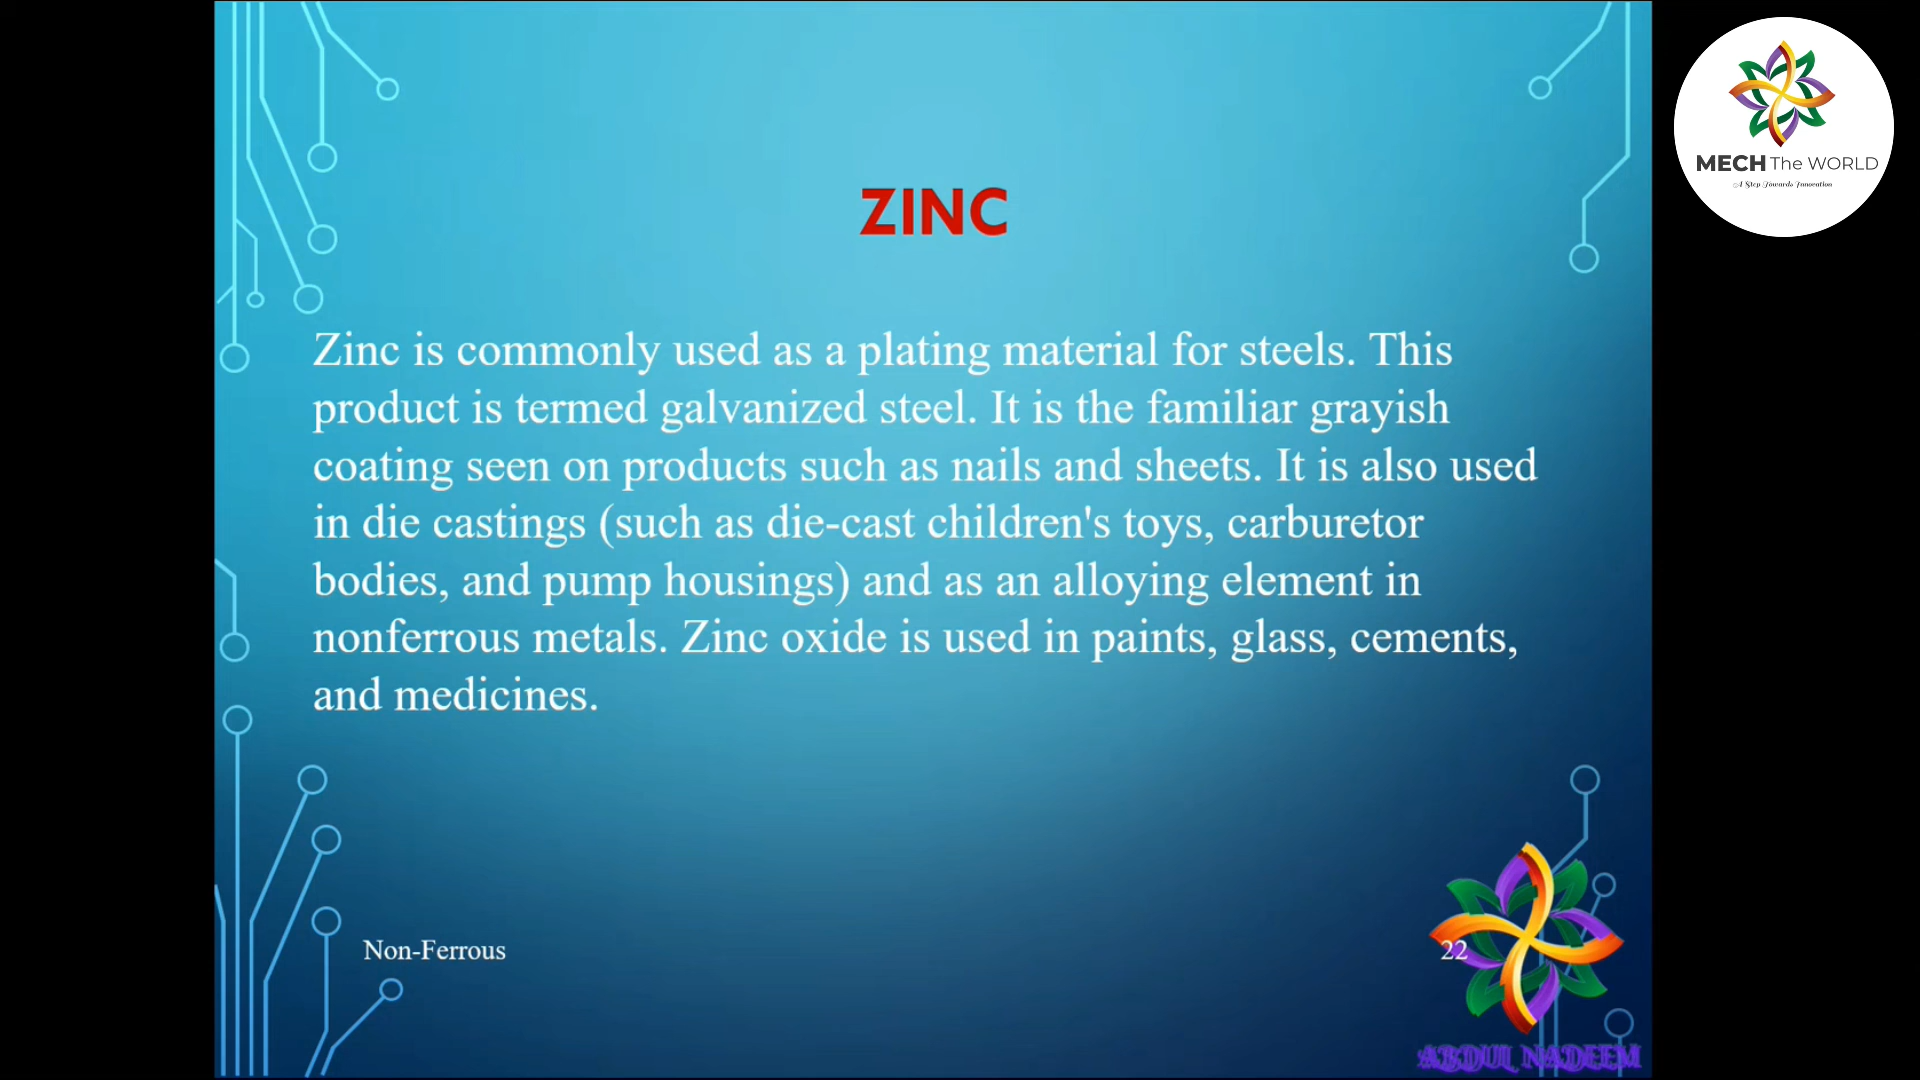 MECH The WORLD
A Step Towards Innovation
ZINC
Zinc is commonly used as a plating material for steels. This
product is termed galvanized steel. It is the familiar grayish
coating seen on products such as nails and sheets. It is also used
in die castings (such as die-cast children's toys, carburetor
bodies, and pump housings) and as an alloying element in
nonferrous metals. Zinc oxide is used in paints, glass, cements,
and medicines.
Non-Ferrous
22
ABDUL NADEEM